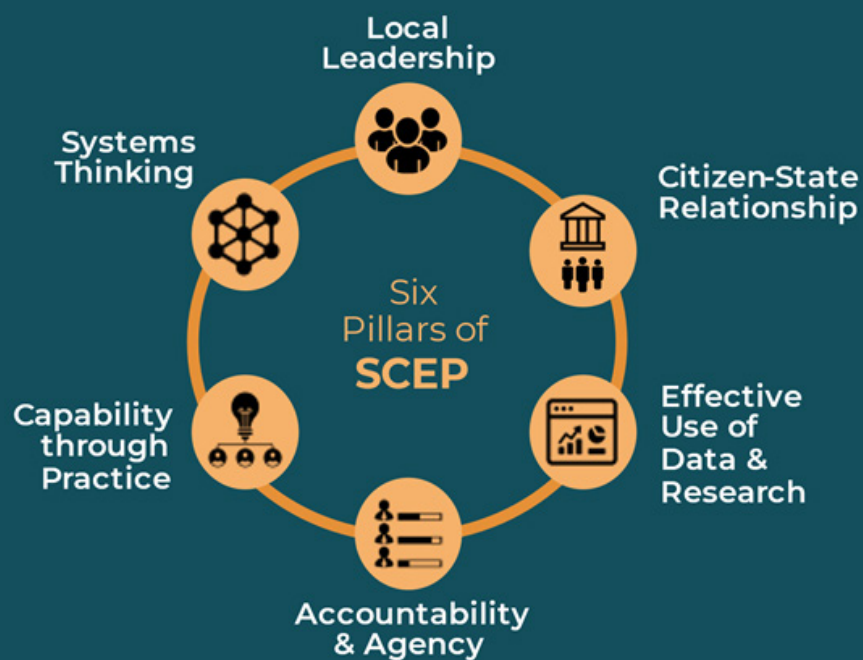 Local
Leadership
Systems
Thinking
Citizen-State
Relationship
Six
Pillars of
SCEP
Capability
through
Practice
Effective
Use of
Data &
Research
Accountability
& Agency